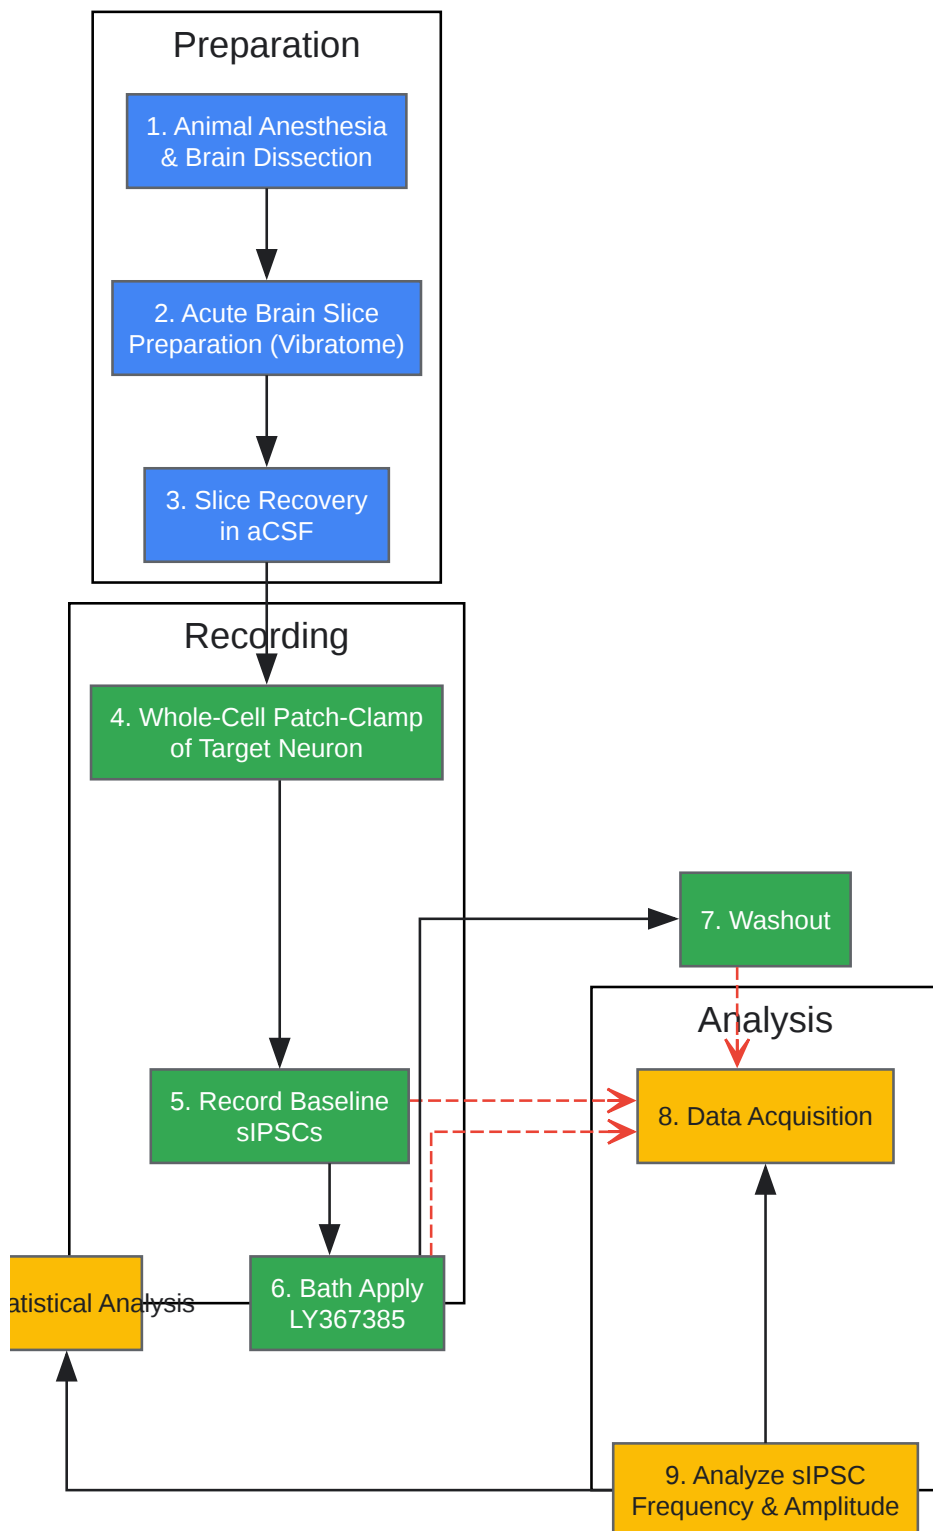 Preparation
1. Animal Anesthesia
& Brain Dissection
2. Acute Brain Slice
Preparation (Vibratome)
3. Slice Recovery
in aCSF
Recording
4. Whole-Cell Patch-Clamp
of Target Neuron
7. Washout
Analysis
5. Record Baseline
sIPSCs
8. Data Acquisition
6. Bath Apply
LY367385
atistical Analysis
9. Analyze sIPSC
Frequency & Amplitude